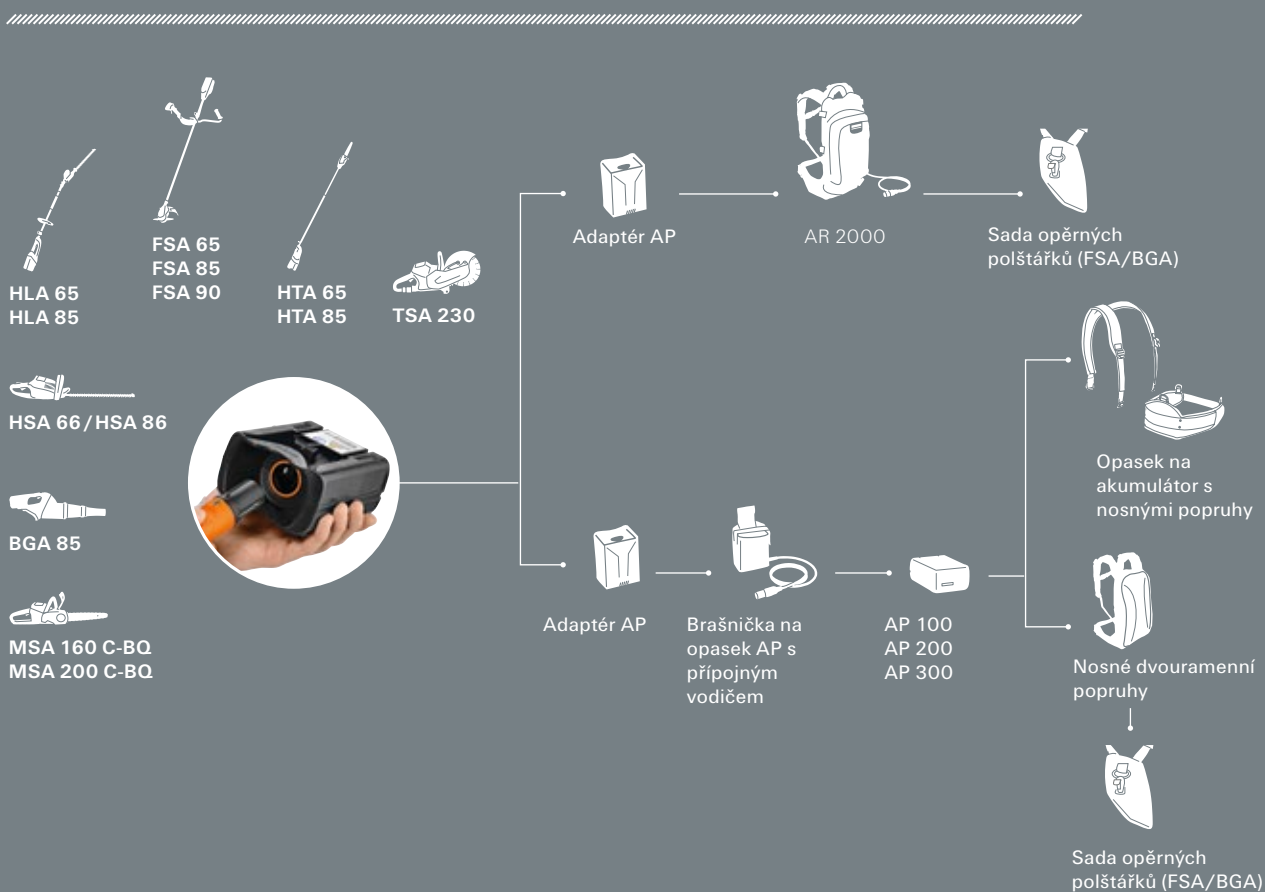 HLA 65
HLA 85
FSA 65
FSA 85
FSA 90
HTA 65
HTA 85
TSA 230
HSA 66 / HSA 86
BGA 85
MSA 160 C-BQ
MSA 200 C-BQ
Adaptér AP
AR 2000
Sada opěrných
polštářků (FSA/BGA)
Adaptér AP
Brašnička na
opasek AP s
přípojným
vodičem
AP 100
AP 200
AP 300
Opasek na
akumulátor s
nosnými popruhy
Nosné dvouramenní
popruhy
Sada opěrných
polštářků (FSA/BGA)